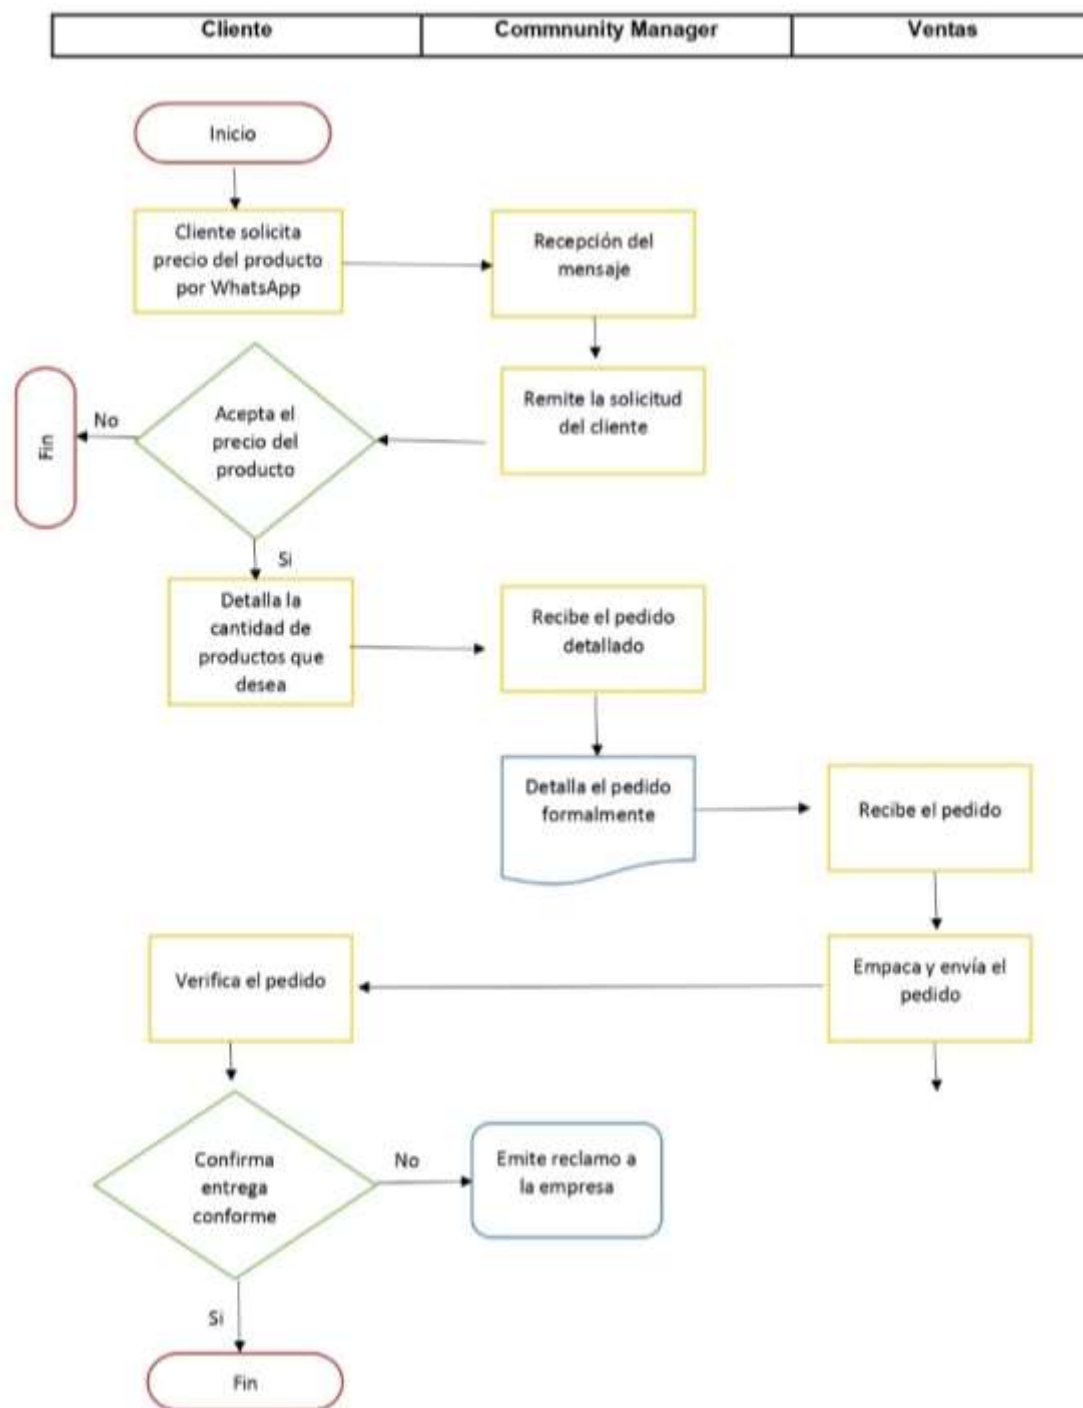 Cliente
Commnunity Manager
Ventas
Inicio
Cliente solicita
precio del producto
por WhatsApp
Recepción del
mensaje
Remite la solicitud
del cliente
Acepta el
precio del
producto
No
Fin
Si
Detalla la
cantidad de
productos que
desea
Recibe el pedido
detallado
Detalla el pedido
formalmente
Recibe el pedido
Empaca y envía el
pedido
Verifica el pedido
Confirma
entrega
conforme
No
Emite reclamo a
la empresa
Si
Fin